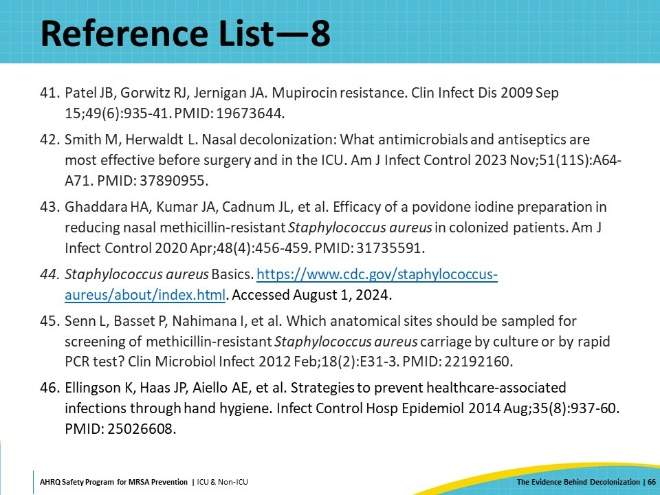 Reference List—8
41. Patel JB, Gorwitz RJ, Jernigan JA. Mupirocin resistance. Clin Infect Dis 2009 Sep
15;49(6):935-41. PMID: 19673644.
42. Smith M, Herwaldt L. Nasal decolonization: What antimicrobials and antiseptics are
most effective before surgery and in the ICU. Am J Infect Control 2023 Nov;51(11S):A64-
A71. PMID: 37890955.
43. Ghaddara HA, Kumar JA, Cadnum JL, et al. Efficacy of a povidone iodine preparation in
reducing nasal methicillin-resistant Staphylococcus aureus in colonized patients. Am J
Infect Control 2020 Apr;48(4):456-459. PMID: 31735591.
44. Staphylococcus aureus Basics. https://www.cdc.gov/staphylococcus-
aureus/about/index.html. Accessed August 1, 2024.
45. Senn L, Basset P, Nahimana I, et al. Which anatomical sites should be sampled for
screening of methicillin-resistant Staphylococcus aureus carriage by culture or by rapid
PCR test? Clin Microbiol Infect 2012 Feb;18(2):E31-3. PMID: 22192160.
46. Ellingson K, Haas JP, Aiello AE, et al. Strategies to prevent healthcare-associated
infections through hand hygiene. Infect Control Hosp Epidemiol 2014 Aug;35(8):937-60.
PMID: 25026608.
AHRQ Safety Program for MRSA Prevention | ICU & Non-ICU
The Evidence Behind Decolonization | 66